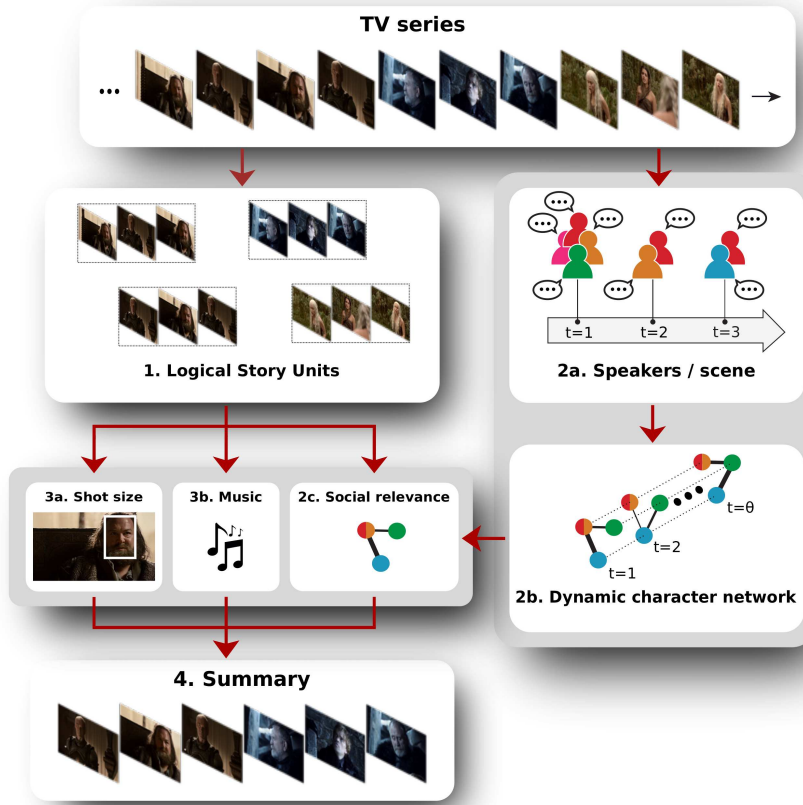 TV series
...
1. Logical Story Units
t=1
t=2
t=3
2a. Speakers / scene
3a. Shot size
3b. Music
2c. Social relevance
t=1
t=2
t=θ
2b. Dynamic character network
4. Summary